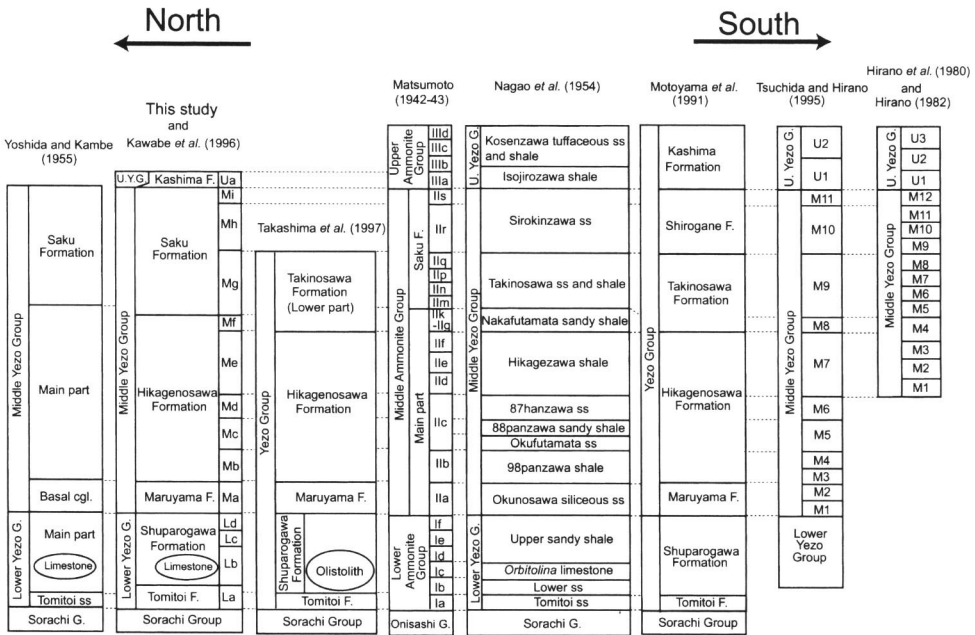 North
South
Yoshida and Kambe
(1955)
Middle Yezo Group
Lower Yezo G.
Saku
Formation
Main part
Basal cgl.
Main part
Limestone
Tomitoi ss
Sorachi G.
This study
and
Kawabe et al. (1996)
U.Y.G.
Middle Yezo Group
Lower Yezo G.
Kashima F.
Saku
Formation
Hikagenosawa
Formation
Maruyama F.
Shuparogawa
Formation
Limestone
Tomitoi F.
Sorachi Group
Ua
Mi
Mh
Mg
Mf
Me
Md
Mc
Mb
Ma
Ld
Lc
Lb
La
Takashima et al. (1997)
Yezo Group
Takinosawa
Formation
(Lower part)
Hikagenosawa
Formation
Maruyama F.
Shuparogawa
Formation
Olistolith
Tomitoi F.
Sorachi Group
Matsumoto
(1942-43)
Upper
Ammonite
Group
Middle Ammonite Group
Saku F.
Main part
Lower
Ammonite
Group
Onisashi G.
IIId
IIIc
IIIb
IIIa
IIs
IIr
IIq
IIp
IIn
IIm
IIk
-IIg
IIf
IIe
IId
IIc
IIb
IIa
If
Ie
Id
Ic
Ib
Ia
Nagao et al. (1954)
U. Yezo G.
Middle Yezo Group
Lower Yezo G.
Kosenzawa tuffaceous ss
and shale
Isojirozawa shale
Sirokinzawa ss
Takinosawa ss and shale
Nakafutamata sandy shale
Hikagezawa shale
87hanzawa ss
88panzawa sandy shale
Okufutamata ss
98panzawa shale
Okunosawa siliceous ss
Upper sandy shale
Orbitolina limestone
Lower ss
Tomitoi ss
Sorachi G.
Motoyama et al.
(1991)
Yezo Group
Kashima
Formation
Shirogane F.
Takinosawa
Formation
Hikagenosawa
Formation
Maruyama F.
Shuparogawa
Formation
Tomitoi F.
Sorachi Group
Tsuchida and Hirano
(1995)
U. Yezo G.
Middle Yezo Group
U2
U1
M11
M10
M9
M8
M7
M6
M5
M4
M3
M2
M1
Lower
Yezo
Group
Hirano et al. (1980)
and
Hirano (1982)
U. Yezo G.
Middle Yezo Group
U3
U2
U1
M12
M11
M10
M9
M8
M7
M6
M5
M4
M3
M2
M1